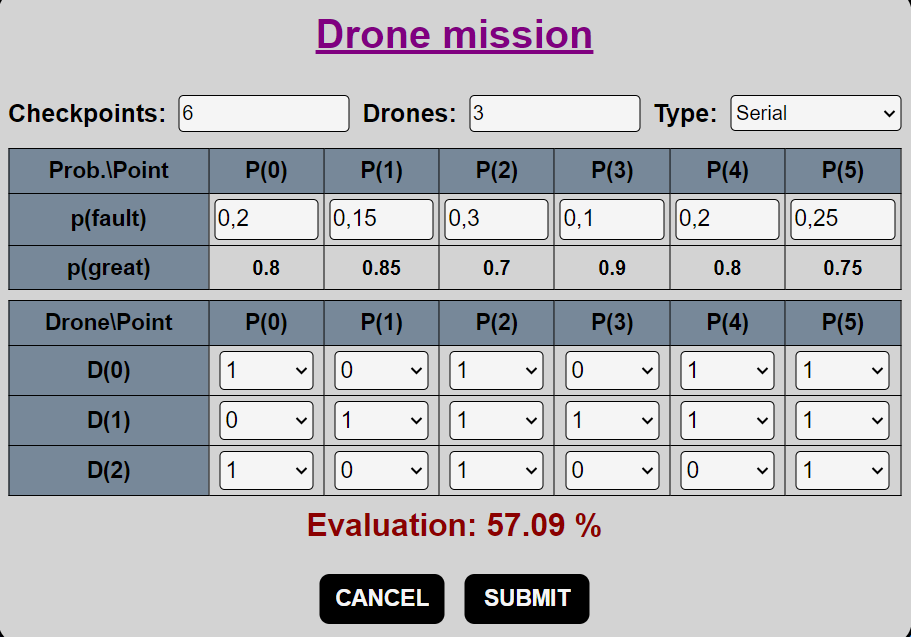 Drone mission
Checkpoints: 6 Drones: 3 Type: Serial
Prob.\Point P(0) P(1) P(2) P(3) P(4) P(5)
p(fault) 0,2 0,15 0,3 0,1 0,2 0,25
p(great) 0.8 0.85 0.7 0.9 0.8 0.75
Drone\Point P(0) P(1) P(2) P(3) P(4) P(5)
D(0) 1 0 1 0 1 1
D(1) 0 1 1 1 1 1
D(2) 1 0 1 0 0 1
Evaluation: 57.09 %
CANCEL SUBMIT